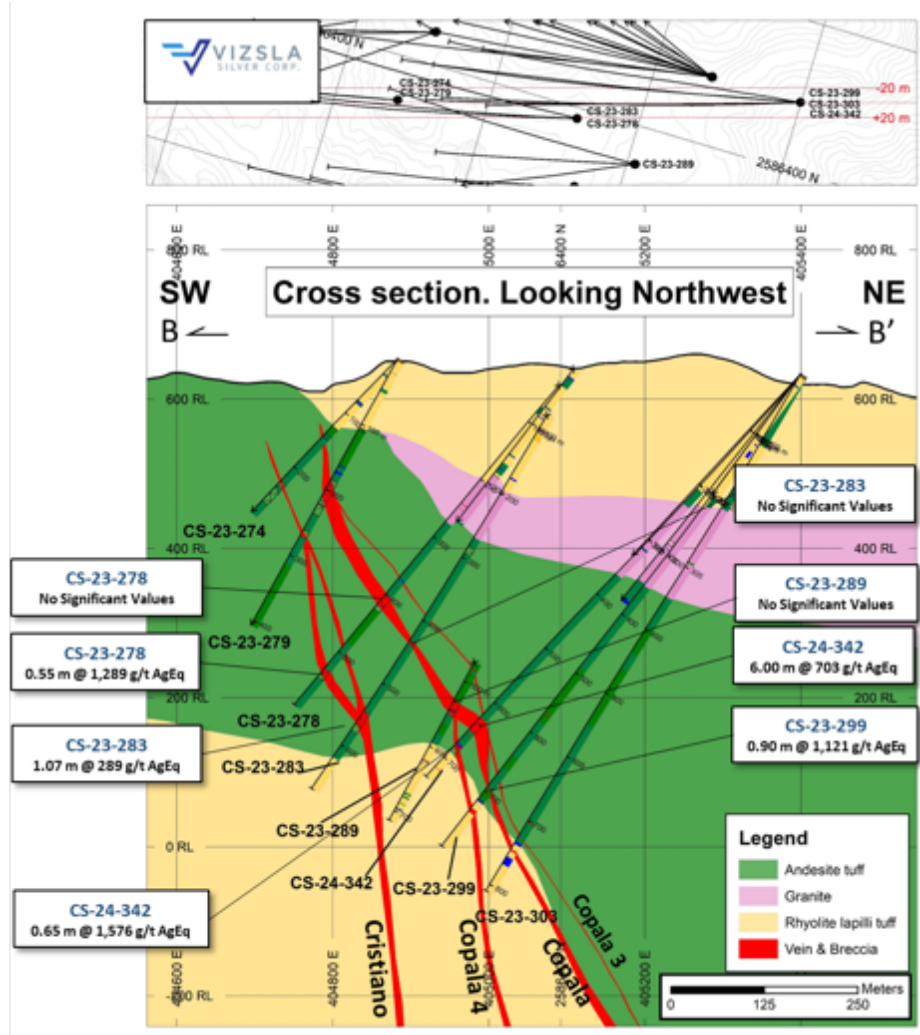 VIZSLA
SILVER CORP.
CS-23-274
CS-23-279
CS-23-283
CS-23-278
CS-23-299
CS-23-303
CS-24-342
-20 m
+20 m
CS-23-289
2586400 N
404800 E
405400 E
800 RL
800 RL
SW
Cross section. Looking Northwest
NE
B
B'
600 RL
600 RL
CS-23-283
No Significant Values
CS-23-274
400 RL
400 RL
CS-23-278
No Significant Values
CS-23-289
No Significant Values
CS-23-279
CS-23-278
0.55 m @ 1,289 g/t AgEq
CS-24-342
6.00 m @ 703 g/t AgEq
200 RL
200 RL
CS-23-278
CS-23-283
1.07 m @ 289 g/t AgEq
CS-23-299
0.90 m @ 1,121 g/t AgEq
CS-23-283
CS-23-289
CS-24-342
CS-23-299
CS-23-303
0 RL
Legend
Andesite tuff
Granite
Rhyolite lapilli tuff
Vein & Breccia
CS-24-342
0.65 m @ 1,576 g/t AgEq
Cristiano
Copala 4
Copala
Copala 3
404600 E
404800 E
Meters
0
125
250